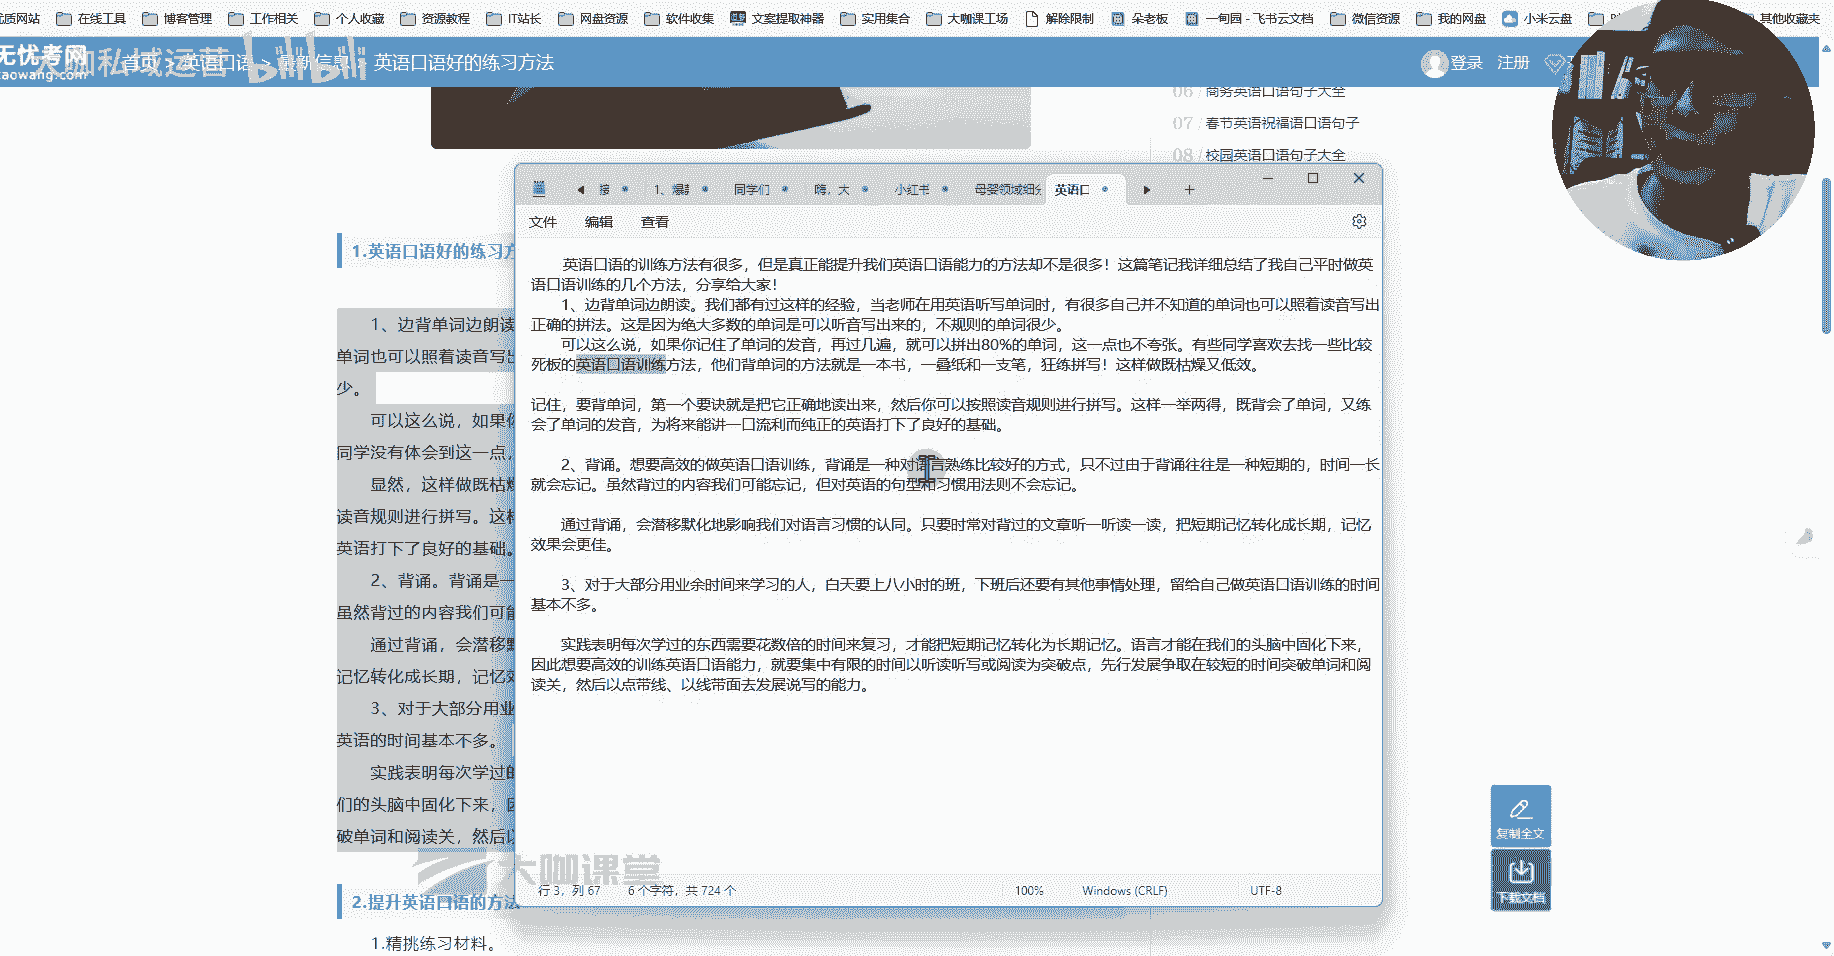 优质网站 在线工具 博客管理 工作相关 个人收藏 资源教程 IT站长 网盘资源 软件收集 文案提取神器 实用集合 大咖课工场 解除限制 朵老板 一甸园 - 飞书云文档 微信资源 我的网盘 小米云盘 其他收藏夹
无忧考网
大咖私域运营 bilibili
首页 > 英语口语 > 最新信息 > 英语口语好的练习方法
登录 注册
06 / 商务英语口语句子大全
07 / 春节英语祝福语口语句子
08 / 校园英语口语句子大全
1、爆 同学们 嗨，大 小红书 母婴领域细分 英语口
文件 编辑 查看
英语口语的训练方法有很多，但是真正能提升我们英语口语能力的方法却不是很多！这篇笔记我详细总结了我自己平时做英
语口语训练的几个方法，分享给大家！
1、边背单词边朗读。我们都有过这样的经验，当老师在用英语听写单词时，有很多自己并不知道的单词也可以照着读音写出
正确的拼法。这是因为绝大多数的单词是可以听音写出来的，不规则的单词很少。
可以这么说，如果你记住了单词的发音，再过几遍，就可以拼出80%的单词，这一点也不夸张。有些同学喜欢去找一些比较
死板的英语口语训练方法，他们背单词的方法就是一本书，一叠纸和一支笔，狂练拼写！这样做既枯燥又低效。
记住，要背单词，第一个要诀就是把它正确地读出来，然后你可以按照读音规则进行拼写。这样一举两得，既背会了单词，又练
会了单词的发音，为将来能讲一口流利而纯正的英语打下了良好的基础。
2、背诵。想要高效的做英语口语训练，背诵是一种对语言熟练比较好的方式，只不过由于背诵往往是一种短期的，时间一长
就会忘记。虽然背过的内容我们可能忘记，但对英语的句型和习惯用法则不会忘记。
通过背诵，会潜移默化地影响我们对语言习惯的认同。只要时常对背过的文章听一听读一读，把短期记忆转化成长期，记忆
效果会更佳。
3、对于大部分用业余时间来学习的人，白天要上八小时的班，下班后还要有其他事情处理，留给自己做英语口语训练的时间
基本不多。
实践表明每次学过的东西需要花数倍的时间来复习，才能把短期记忆转化为长期记忆。语言才能在我们的头脑中固化下来，
因此想要高效的训练英语口语能力，就要集中有限的时间以听读听写或阅读为突破点，先行发展争取在较短的时间突破单词和阅
读关，然后以点带线、以线带面去发展说写的能力。
行 3，列 67 6 个字符，共 724 个 100% Windows (CRLF) UTF-8
1.英语口语好的练习方
1、边背单词边朗读
单词也可以照着读音写出
少。
可以这么说，如果你
同学没有体会到这一点，
显然，这样做既枯燥
读音规则进行拼写。这样
英语打下了良好的基础。
2、背诵。背诵是一
虽然背过的内容我们可能
通过背诵，会潜移默
记忆转化成长期，记忆效
3、对于大部分用业
英语的时间基本不多。
实践表明每次学过的
们的头脑中固化下来，因
破单词和阅读关，然后以
大咖课堂
2.提升英语口语的方法
1.精挑练习材料。
复制全文
下载文档